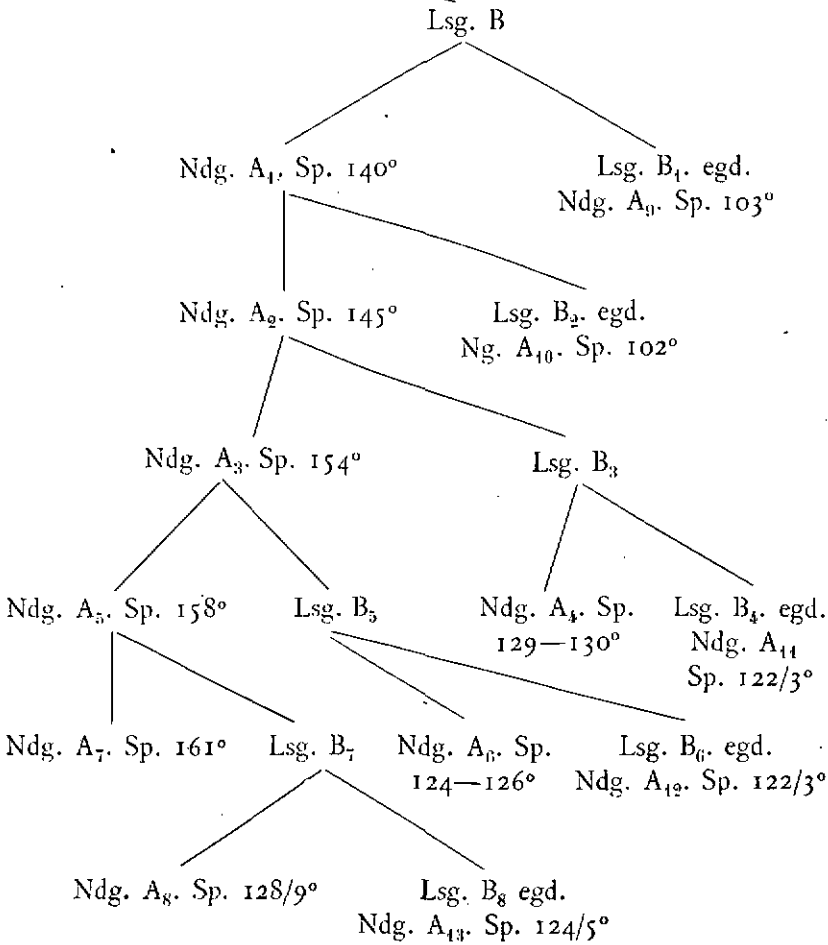 Lsg. B
Ndg. A₁. Sp. 140°
Lsg. B₁. egd.
Ndg. A₉. Sp. 103°
Ndg. A₂. Sp. 145°
Lsg. B₂. egd.
Ng. A₁₀. Sp. 102°
Ndg. A₃. Sp. 154°
Lsg. B₃
Ndg. A₅. Sp. 158°
Lsg. B₅
Ndg. A₄. Sp.
129—130°
Lsg. B₄. egd.
Ndg. A₁₁
Sp. 122/3°
Ndg. A₇. Sp. 161°
Lsg. B₇
Ndg. A₆. Sp.
124—126°
Lsg. B₆. egd.
Ndg. A₁₂. Sp. 122/3°
Ndg. A₈. Sp. 128/9°
Lsg. B₈ egd.
Ndg. A₁₃. Sp. 124/5°